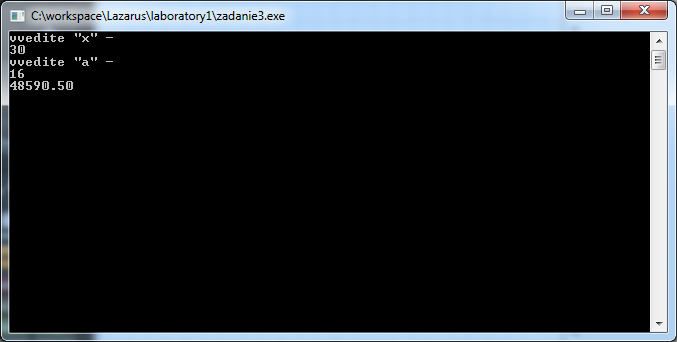 C:\workspace\Lazarus\laboratory1\zadanie3.exe
vvedite "x" -
30
vvedite "a" -
16
48590.50